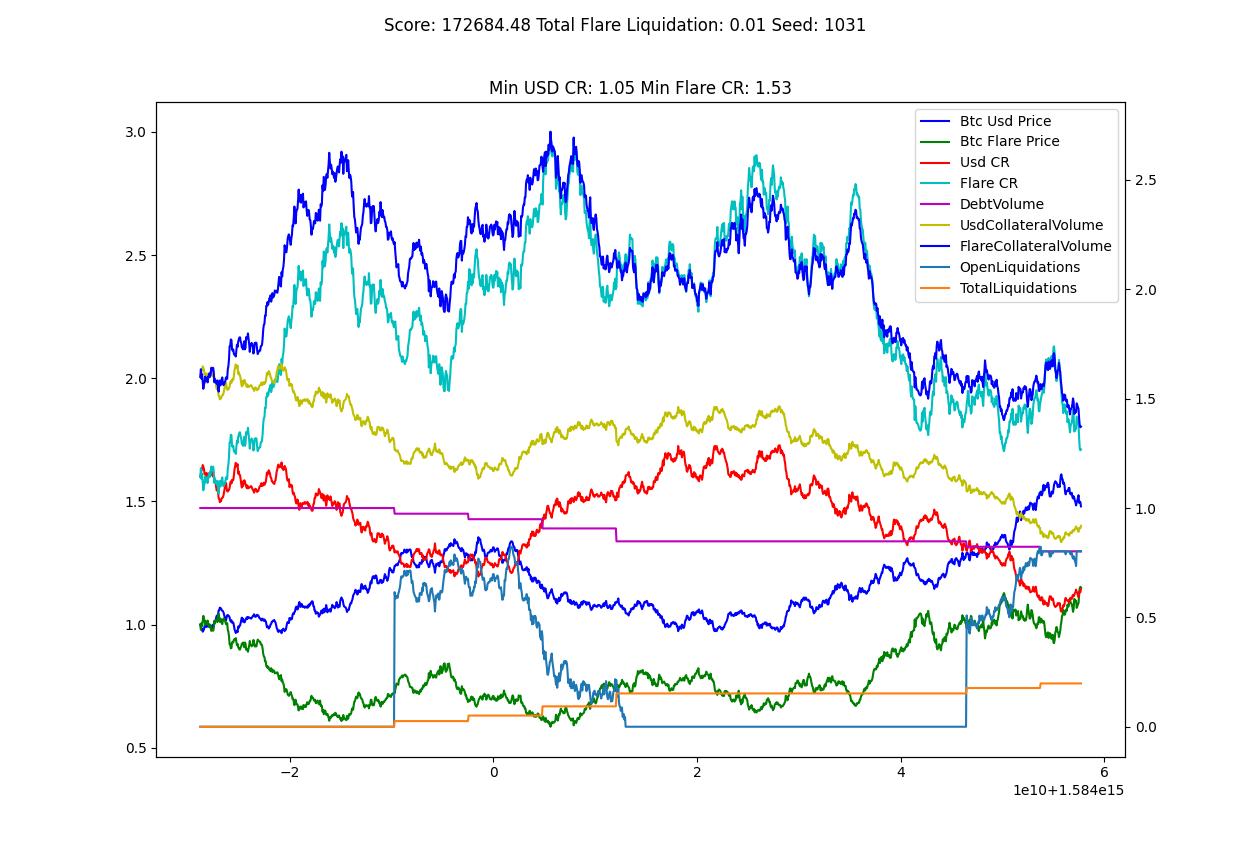 Score: 172684.48 Total Flare Liquidation: 0.01 Seed: 1031
Min USD CR: 1.05 Min Flare CR: 1.53
Btc Usd Price
Btc Flare Price
Usd CR
Flare CR
DebtVolume
UsdCollateralVolume
FlareCollateralVolume
OpenLiquidations
TotalLiquidations
3.0
2.5
2.0
1.5
1.0
0.5
2.5
2.0
1.5
1.0
0.5
0.0
−2
0
2
4
6
1e10+1.584e15